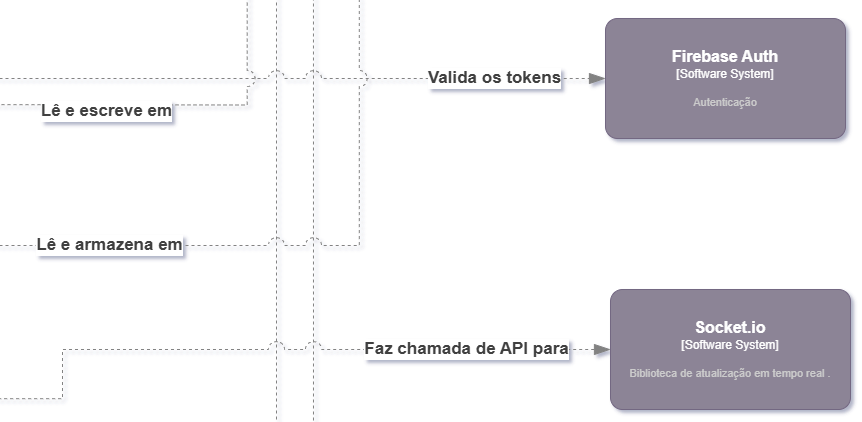 Firebase Auth
[Software System]
Autenticação
Valida os tokens
Lê e escreve em
Lê e armazena em
Socket.io
[Software System]
Faz chamada de API para
Biblioteca de atualização em tempo real .